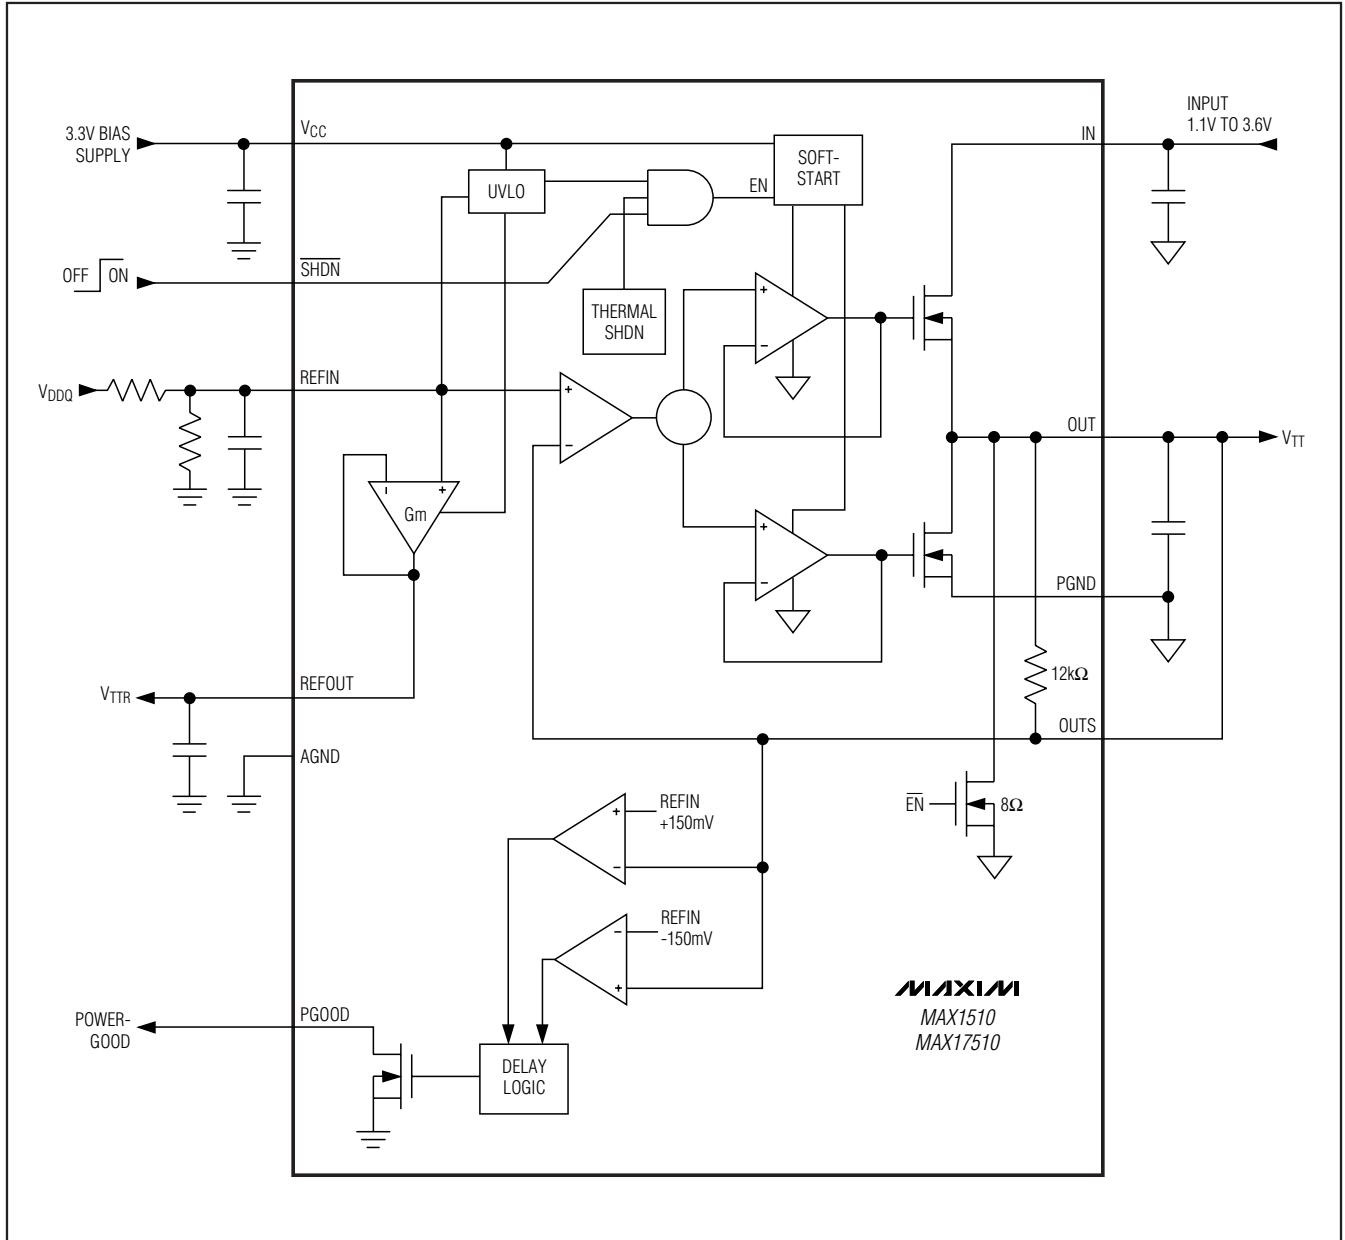 INPUT
1.1V TO 3.6V
3.3V BIAS
SUPPLY
VCC
IN
SOFT-
START
UVLO
EN
OFF ON
SHDN
THERMAL
SHDN
VDDQ
REFIN
+
-
+
-
OUT
VTT
-
+
Gm
+
-
PGND
12kΩ
VTTR
REFOUT
OUTS
AGND
EN
8Ω
+
REFIN
+150mV
-
-
REFIN
-150mV
+
MAXIM
MAX1510
MAX17510
POWER-
GOOD
PGOOD
DELAY
LOGIC